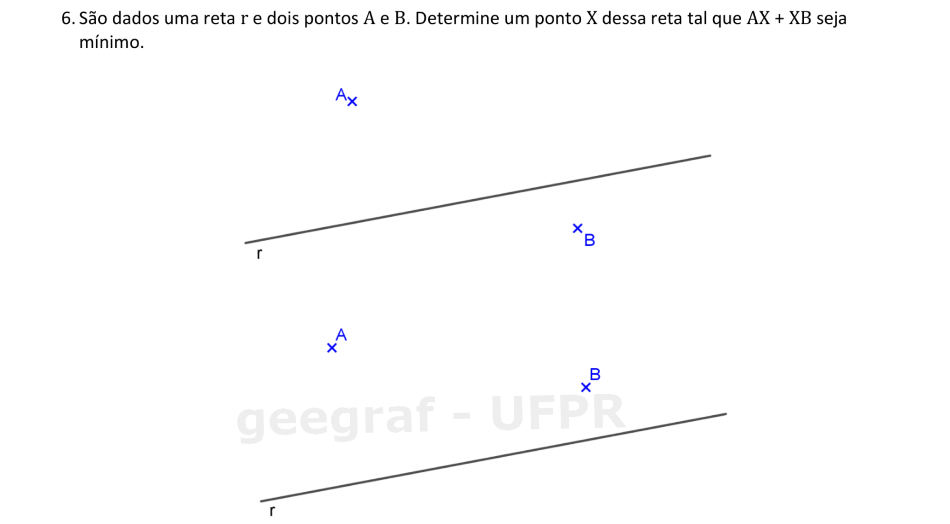 6. São dados uma reta r e dois pontos A e B. Determine um ponto X dessa reta tal que AX + XB seja
mínimo.
A
B
r
A
B
geegraf - UFPR
r